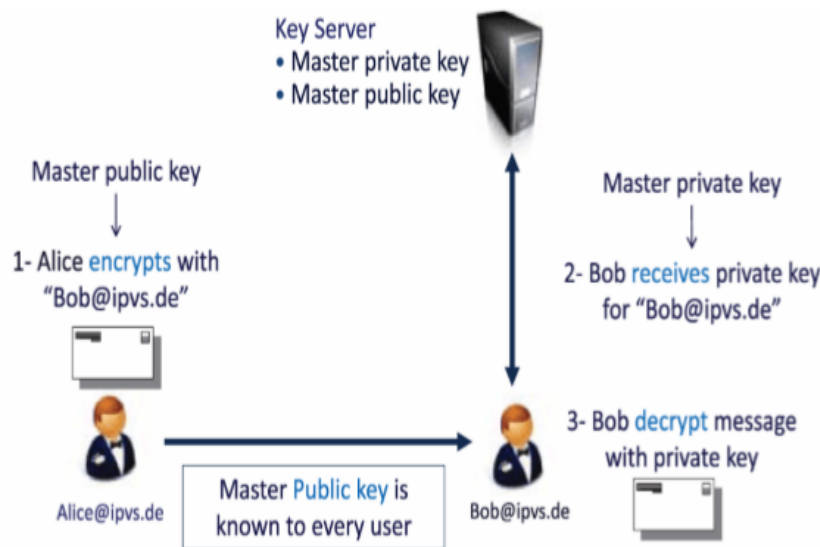 Key Server
• Master private key
• Master public key
Master public key
1- Alice encrypts with
“Bob@ipvs.de”
Master private key
2- Bob receives private key
for “Bob@ipvs.de”
Alice@ipvs.de
Master Public key is
known to every user
Bob@ipvs.de
3- Bob decrypt message
with private key